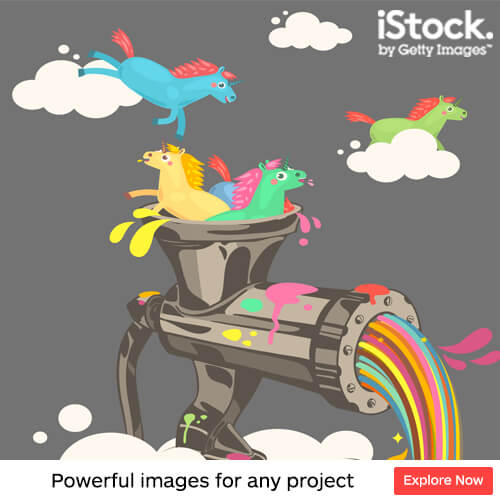 iStock.
by Getty Images™
Powerful images for any project
Explore Now